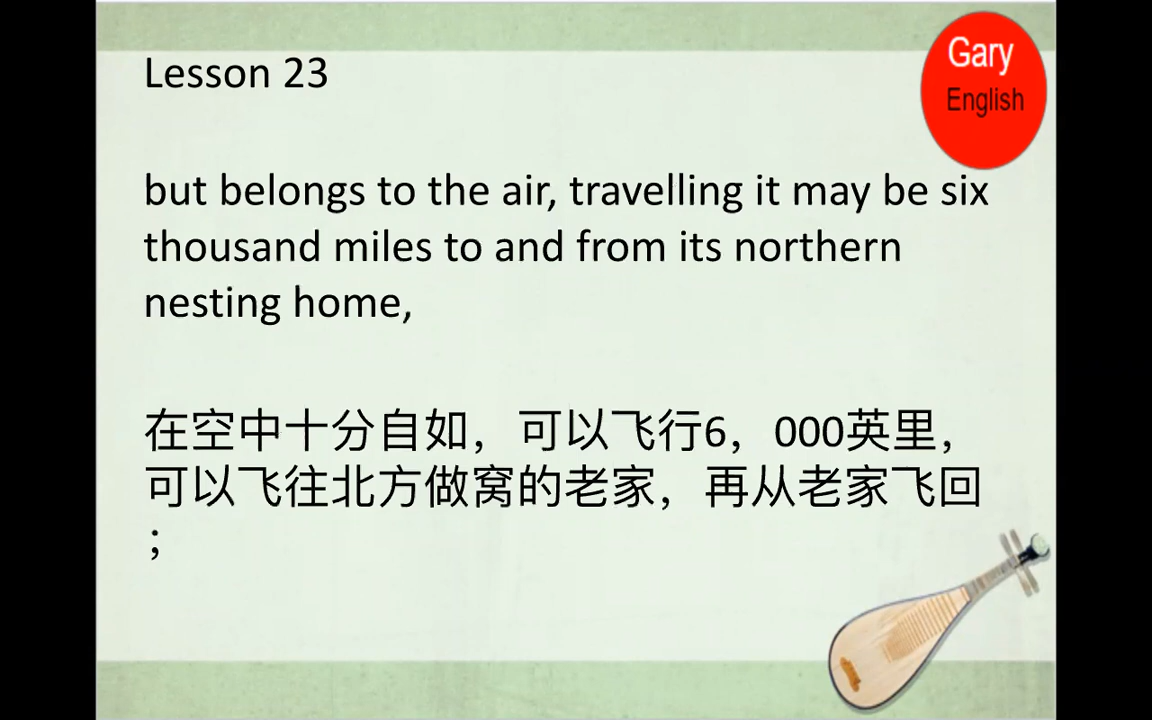 Gary
English
Lesson 23
but belongs to the air, travelling it may be six
thousand miles to and from its northern
nesting home,
在空中十分自如，可以飞行6，000英里，
可以飞往北方做窝的老家，再从老家飞回
；